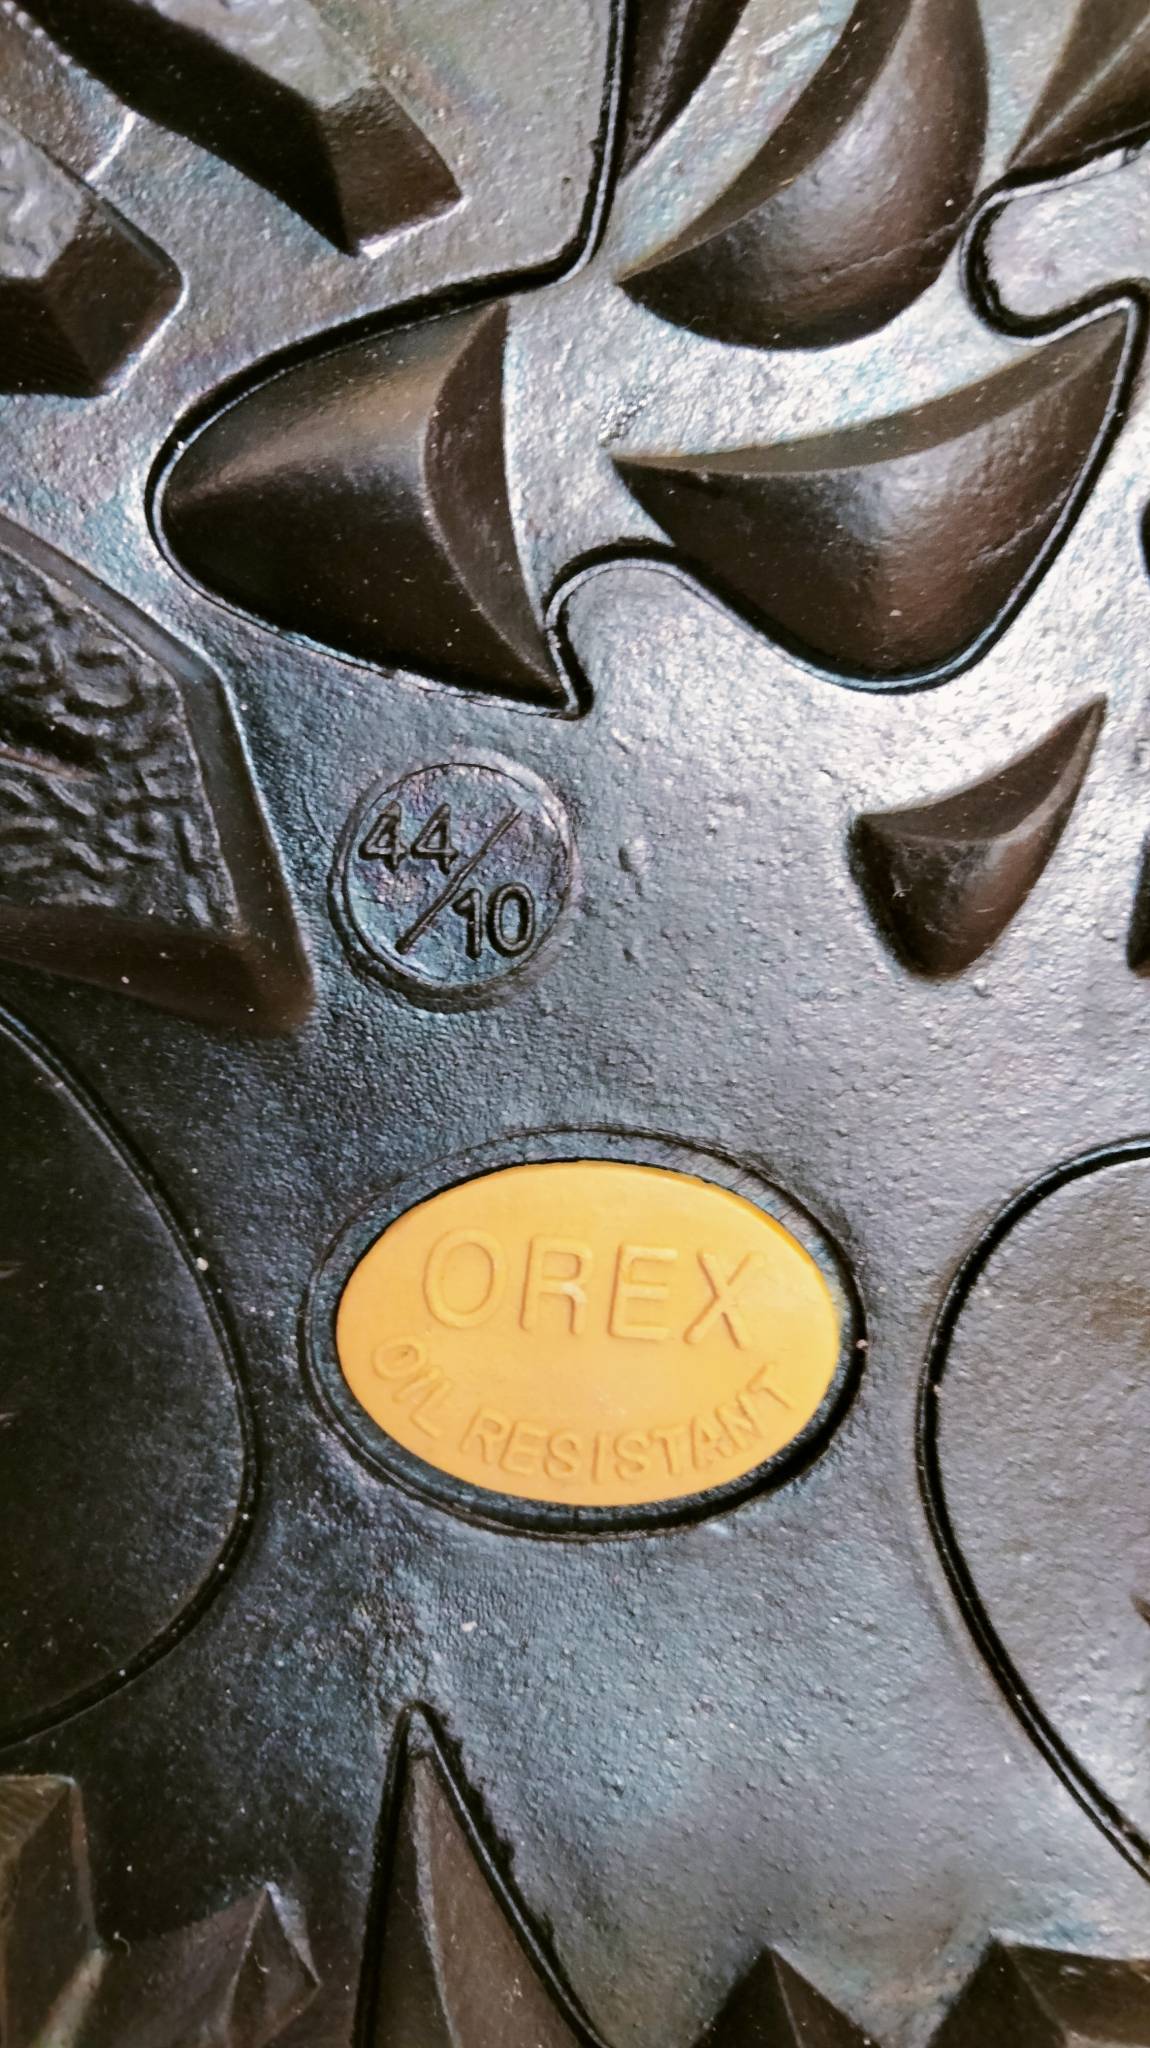 44/10
OREX
OIL RESISTANT